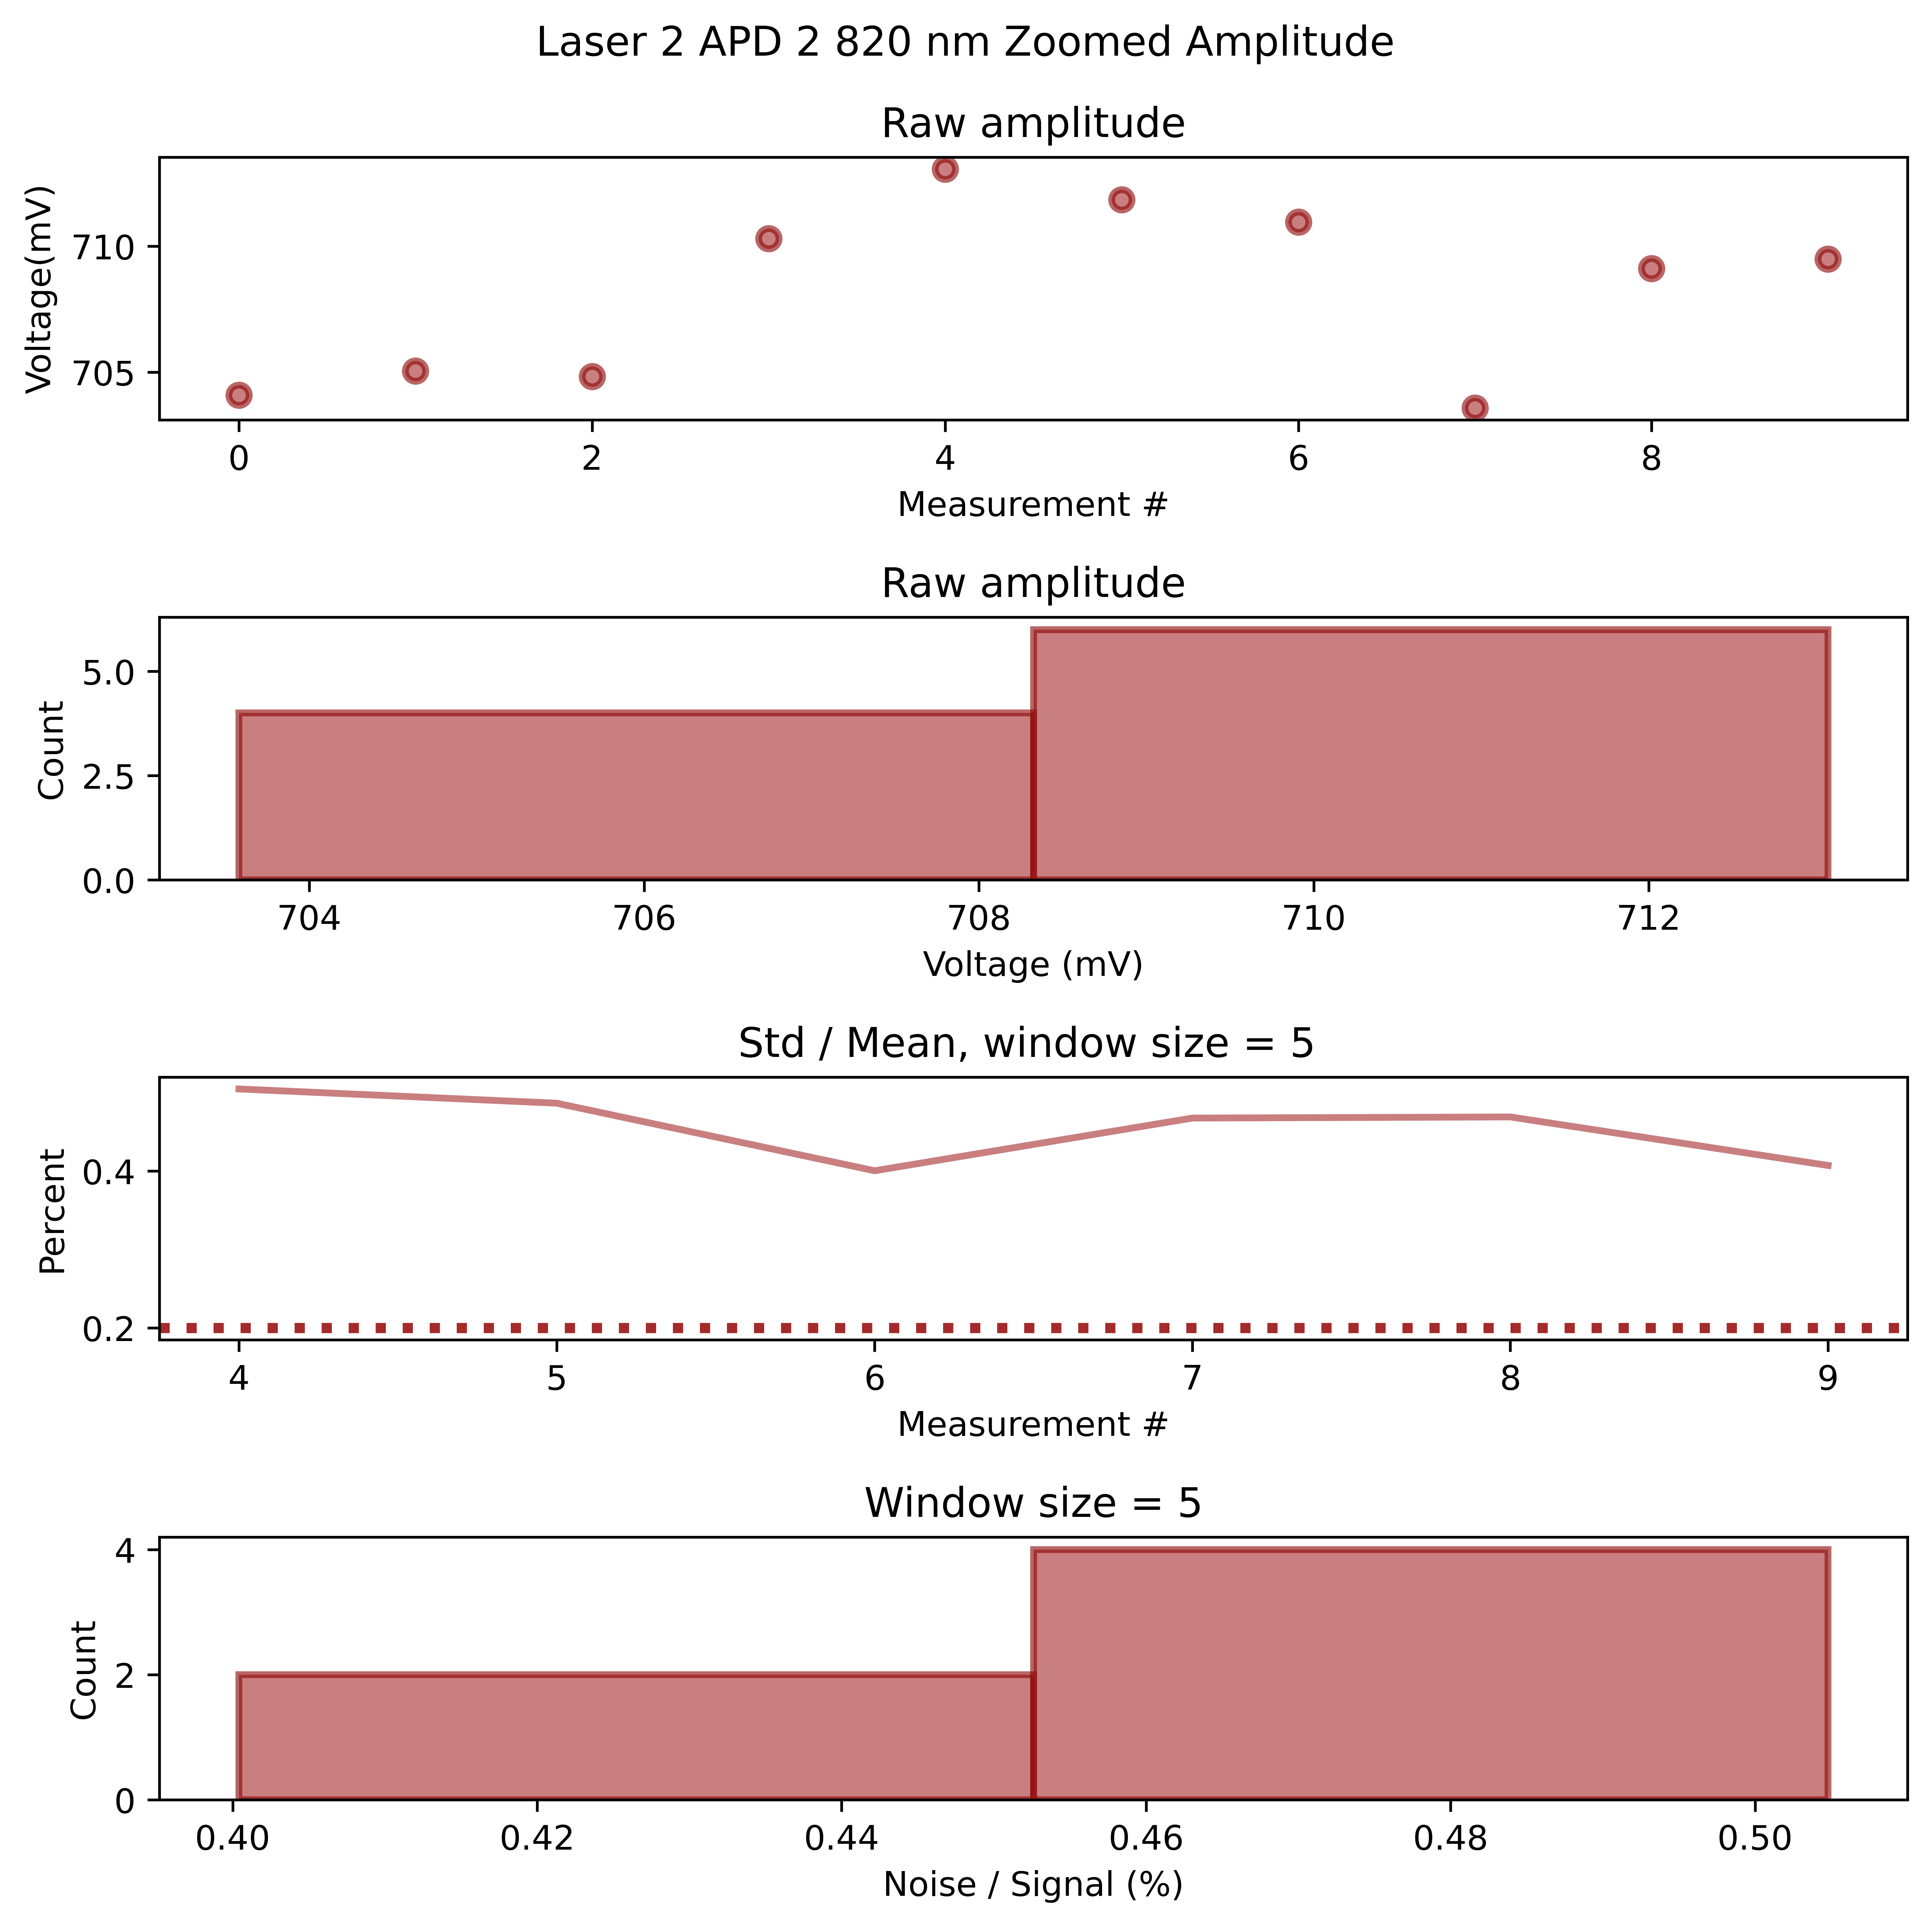 Laser 2 APD 2 820 nm Zoomed Amplitude
Raw amplitude
Voltage(mV)
710
705
0 2 4 6 8
Measurement #
Raw amplitude
Count
5.0
2.5
0.0
704 706 708 710 712
Voltage (mV)
Std / Mean, window size = 5
Percent
0.4
0.2
4 5 6 7 8 9
Measurement #
Window size = 5
Count
4
2
0
0.40 0.42 0.44 0.46 0.48 0.50
Noise / Signal (%)